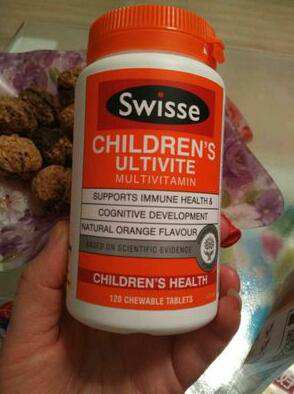 Swisse
CHILDREN'S
ULTIVITE
MULTIVITAMIN
SUPPORTS IMMUNE HEALTH &
COGNITIVE DEVELOPMENT
NATURAL ORANGE FLAVOUR
BASED ON SCIENTIFIC EVIDENCE
CHILDREN'S HEALTH
120 CHEWABLE TABLETS